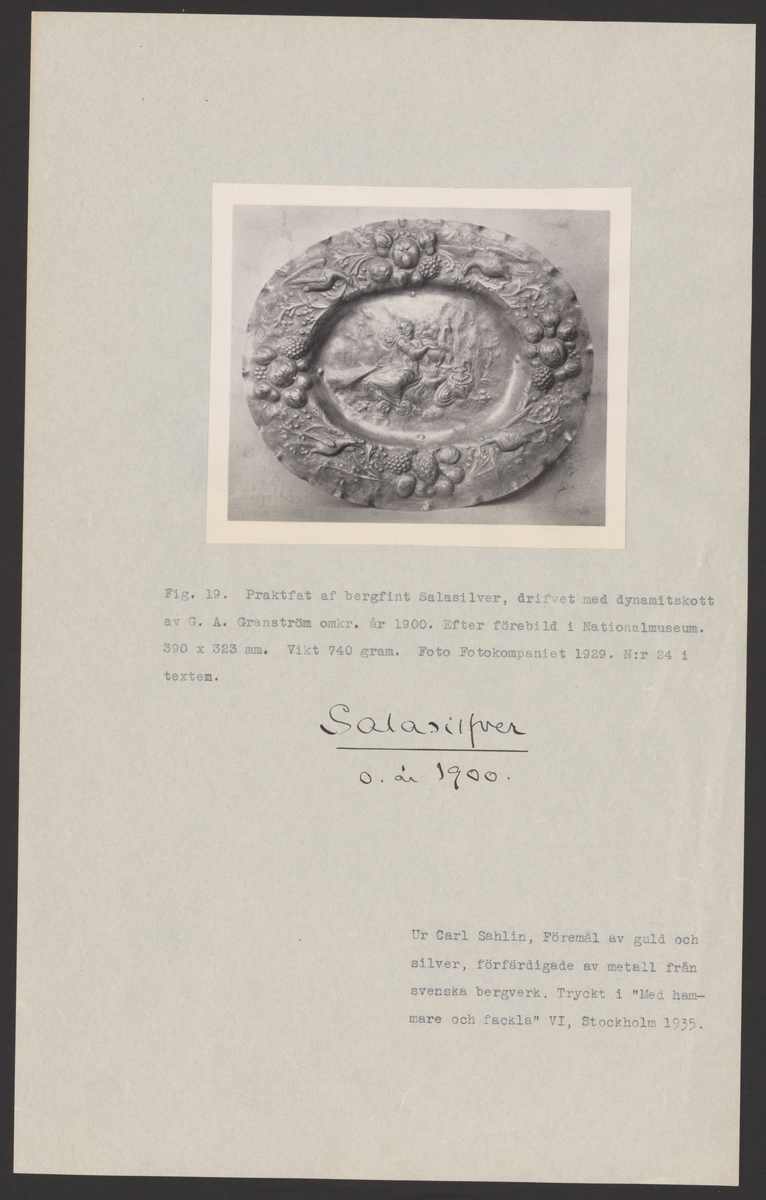 Fig. 19. Praktfat af bergfint Salasilver, drifvet med dynamitskott
av G. A. Granström omkr. år 1900. Efter förebild i Nationalmuseum.
390 x 323 mm. Vikt 740 gram. Foto Fotokompaniet 1929. N:r 24 i
texten.
Salasilfver
o. år 1900.
Ur Carl Sahlin, Föremål av guld och
silver, förfärdigade av metall från
svenska bergverk. Tryckt i "Med ham-
mare och fackla" VI, Stockholm 1935.